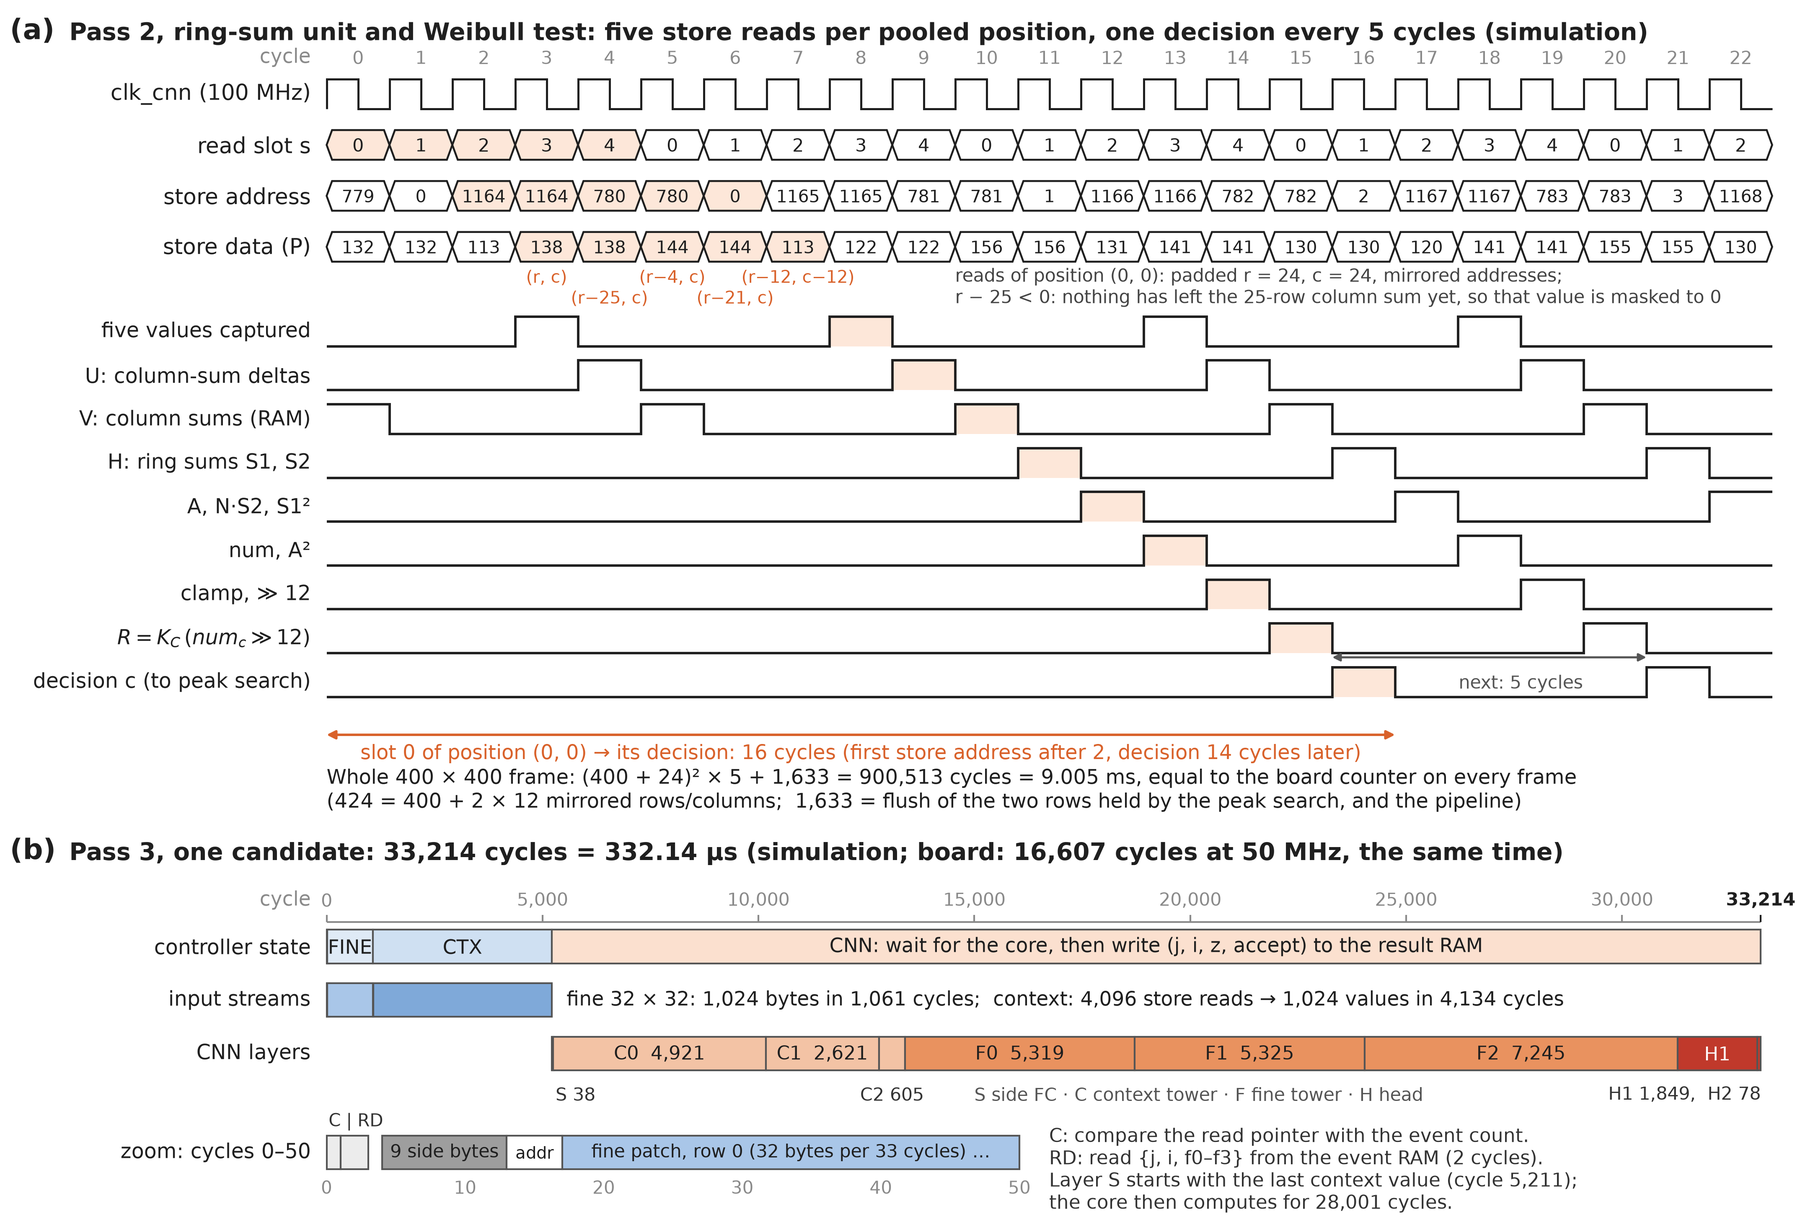 (a) Pass 2, ring-sum unit and Weibull test: five store reads per pooled position, one decision every 5 cycles (simulation)
cycle 0 1 2 3 4 5 6 7 8 9 10 11 12 13 14 15 16 17 18 19 20 21 22
clk_cnn (100 MHz)
read slot s 0 1 2 3 4 0 1 2 3 4 0 1 2 3 4 0 1 2 3 4 0 1 2
store address 779 0 1164 1164 780 780 0 1165 1165 781 781 1 1166 1166 782 782 2 1167 1167 783 783 3 1168
store data (P) 132 132 113 138 138 144 144 113 122 122 156 156 131 141 141 130 130 120 141 141 155 155 130
(r, c) (r−4, c) (r−12, c−12) reads of position (0, 0): padded r = 24, c = 24, mirrored addresses;
(r−25, c) (r−21, c) r − 25 < 0: nothing has left the 25-row column sum yet, so that value is masked to 0
five values captured
U: column-sum deltas
V: column sums (RAM)
H: ring sums S1, S2
A, N·S2, S1²
num, A²
clamp, ≫ 12
R = K_C (num_c ≫ 12)
decision c (to peak search) next: 5 cycles
slot 0 of position (0, 0) → its decision: 16 cycles (first store address after 2, decision 14 cycles later)
Whole 400 × 400 frame: (400 + 24)² × 5 + 1,633 = 900,513 cycles = 9.005 ms, equal to the board counter on every frame
(424 = 400 + 2 × 12 mirrored rows/columns; 1,633 = flush of the two rows held by the peak search, and the pipeline)
(b) Pass 3, one candidate: 33,214 cycles = 332.14 µs (simulation; board: 16,607 cycles at 50 MHz, the same time)
cycle 0 5,000 10,000 15,000 20,000 25,000 30,000 33,214
controller state FINE CTX CNN: wait for the core, then write (j, i, z, accept) to the result RAM
input streams fine 32 × 32: 1,024 bytes in 1,061 cycles; context: 4,096 store reads → 1,024 values in 4,134 cycles
CNN layers C0 4,921 C1 2,621 F0 5,319 F1 5,325 F2 7,245 H1
S 38 C2 605 S side FC · C context tower · F fine tower · H head H1 1,849, H2 78
C | RD
zoom: cycles 0–50 9 side bytes addr fine patch, row 0 (32 bytes per 33 cycles) …
0 10 20 30 40 50
C: compare the read pointer with the event count.
RD: read {j, i, f0–f3} from the event RAM (2 cycles).
Layer S starts with the last context value (cycle 5,211);
the core then computes for 28,001 cycles.